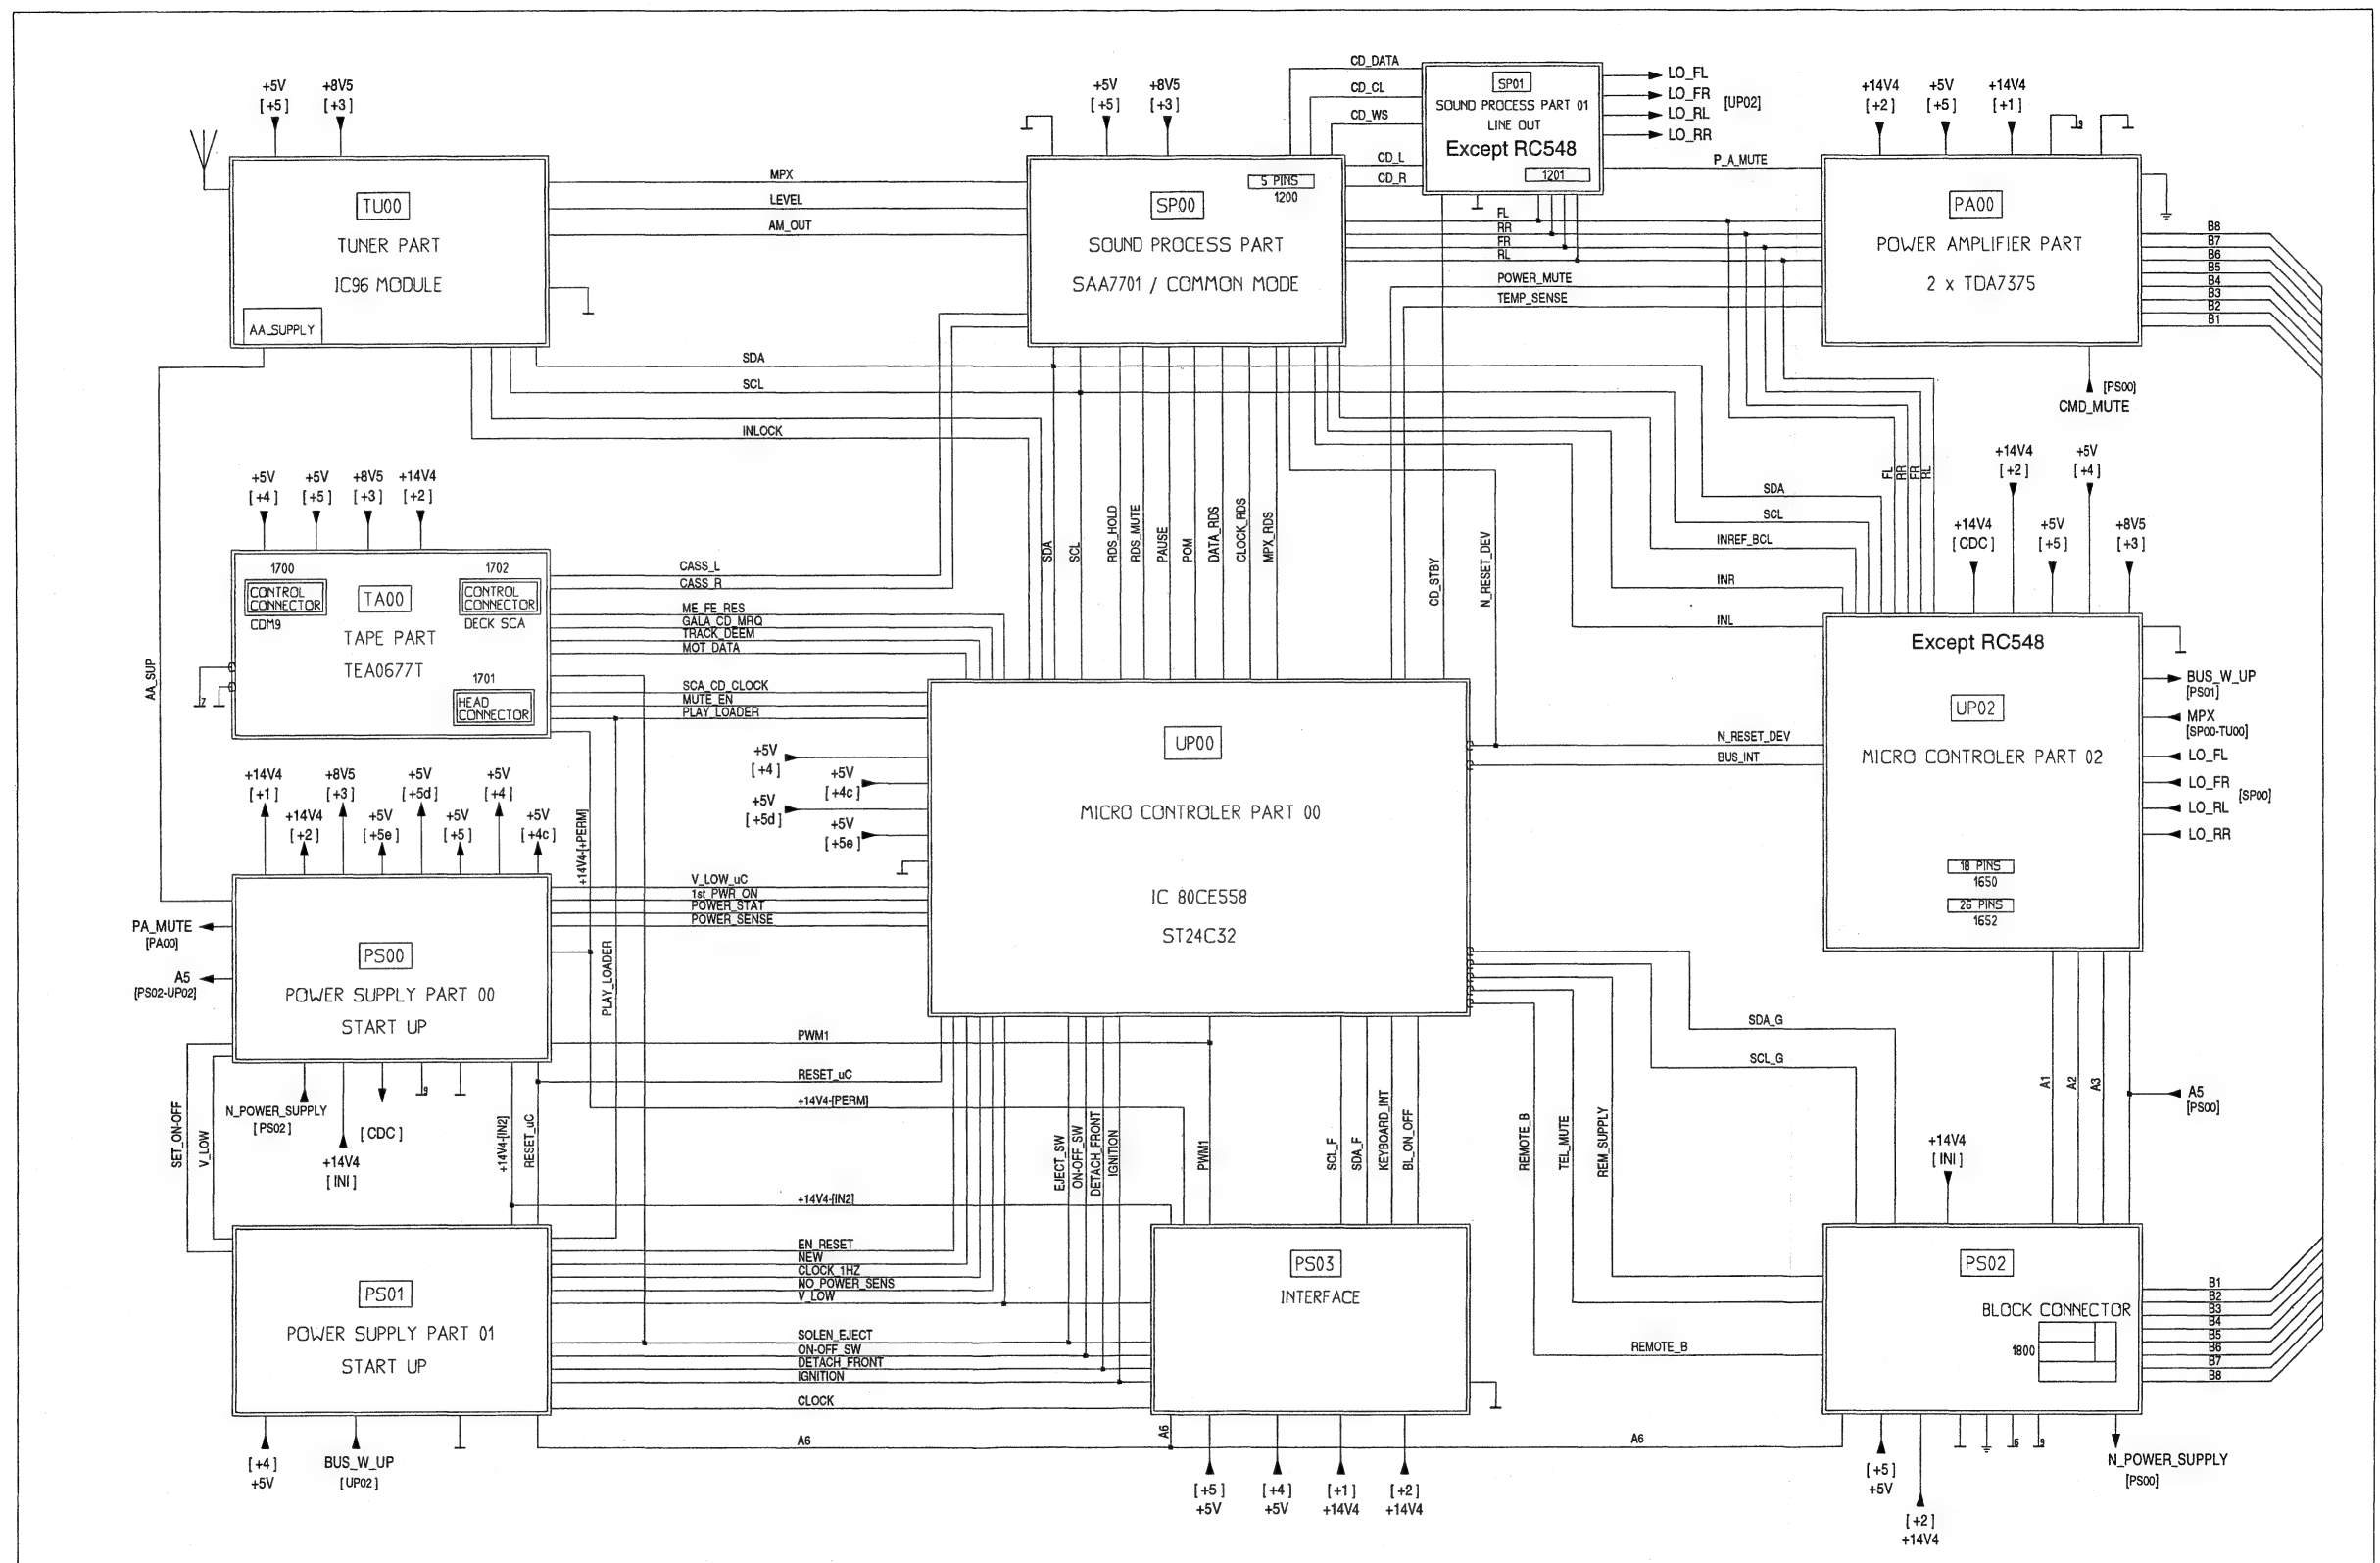 +5V
[+5]
+8V5
[+3]
TU00
TUNER PART
IC96 MODULE
AA_SUPPLY
MPX
LEVEL
AM_OUT
SDA
SCL
INLOCK
+5V
[+5]
+8V5
[+3]
SP00
SOUND PROCESS PART
SAA7701 / COMMON MODE
5 PINS
1200
CD_DATA
CD_CL
CD_WS
CD_L
CD_R
SP01
SOUND PROCESS PART 01
LINE OUT
Except RC548
1201
LO_FL
LO_FR
LO_RL
LO_RR
[UP02]
P_A_MUTE
FL
RR
FR
RL
POWER_MUTE
TEMP_SENSE
+14V4
[+2]
+5V
[+5]
+14V4
[+1]
9
PA00
POWER AMPLIFIER PART
2 x TDA7375
B8
B7
B6
B5
B4
B3
B2
B1
[PS00]
CMD_MUTE
+5V
[+4]
+5V
[+5]
+8V5
[+3]
+14V4
[+2]
1700
CONTROL
CONNECTOR
CDM9
TA00
1702
CONTROL
CONNECTOR
DECK SCA
TAPE PART
TEA0677T
1701
HEAD
CONNECTOR
7
AA_SUP
CASS_L
CASS_R
ME_FE_RES
GALA_CD_MRQ
TRACK_DEEM
MOT_DATA
SCA_CD_CLOCK
MUTE_EN
PLAY_LOADER
SDA
SCL
RDS_HOLD
RDS_MUTE
PAUSE
POM
DATA_RDS
CLOCK_RDS
MPX_RDS
CD_STBY
N_RESET_DEV
FL
RR
FR
RL
SDA
SCL
INREF_BCL
INR
INL
+14V4
[CDC]
+14V4
[+2]
+5V
[+5]
+5V
[+4]
+8V5
[+3]
Except RC548
UP02
MICRO CONTROLER PART 02
18 PINS
1650
26 PINS
1652
BUS_W_UP
[PS01]
MPX
[SP00-TU00]
LO_FL
LO_FR
LO_RL
LO_RR
[SP00]
N_RESET_DEV
BUS_INT
+5V
[+4]
+5V
[+4c]
+5V
[+5d]
+5V
[+5e]
UP00
MICRO CONTROLER PART 00
IC 80CE558
ST24C32
+14V4
[+1]
+14V4
[+2]
+8V5
[+3]
+5V
[+5e]
+5V
[+5d]
+5V
[+5]
+5V
[+4]
+5V
[+4c]
+14V4-[+PERM]
PLAY_LOADER
V_LOW_uC
1st_PWR_ON
POWER_STAT
POWER_SENSE
PA_MUTE
[PA00]
A5
[PS02-UP02]
PS00
POWER SUPPLY PART 00
START UP
SET_ON-OFF
V_LOW
N_POWER_SUPPLY
[PS02]
+14V4
[INI]
[CDC]
9
+14V4-[IN2]
RESET_uC
PWM1
RESET_uC
+14V4-[PERM]
+14V4-[IN2]
EJECT_SW
ON-OFF_SW
DETACH_FRONT
IGNITION
PWM1
SCL_F
SDA_F
KEYBOARD_INT
BL_ON_OFF
REMOTE_B
TEL_MUTE
REM_SUPPLY
SDA_G
SCL_G
A1
A2
A3
A5
[PS00]
+14V4
[INI]
PS01
POWER SUPPLY PART 01
START UP
EN_RESET
NEW
CLOCK_1HZ
NO_POWER_SENS
V_LOW
SOLEN_EJECT
ON-OFF_SW
DETACH_FRONT
IGNITION
CLOCK
A6
PS03
INTERFACE
REMOTE_B
PS02
BLOCK CONNECTOR
1800
B1
B2
B3
B4
B5
B6
B7
B8
[+4]
+5V
BUS_W_UP
[UP02]
A6
A6
[+5]
+5V
[+4]
+5V
[+1]
+14V4
[+2]
+14V4
[+5]
+5V
[+2]
+14V4
9
N_POWER_SUPPLY
[PS00]